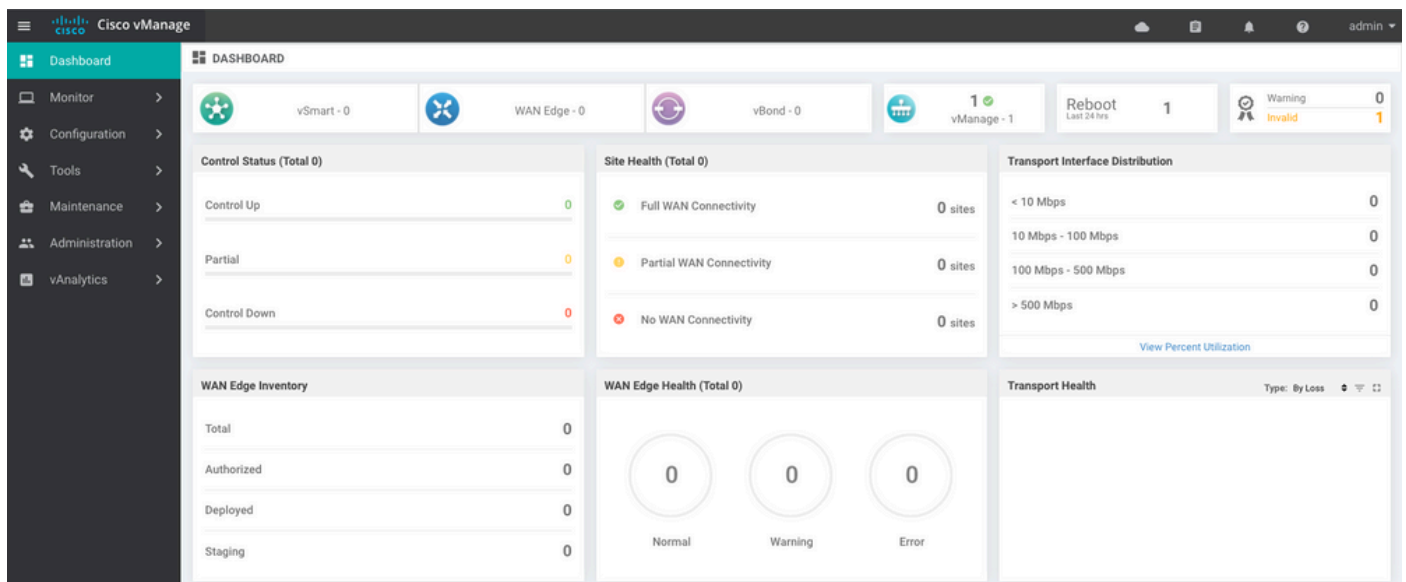 CISCO Cisco vManage
admin
Dashboard
Monitor
Configuration
Tools
Maintenance
Administration
vAnalytics
DASHBOARD
vSmart - 0
WAN Edge - 0
vBond - 0
1
vManage - 1
Reboot
Last 24 hrs
1
Warning 0
Invalid 1
Control Status (Total 0)
Control Up 0
Partial 0
Control Down 0
Site Health (Total 0)
Full WAN Connectivity 0 sites
Partial WAN Connectivity 0 sites
No WAN Connectivity 0 sites
Transport Interface Distribution
< 10 Mbps 0
10 Mbps - 100 Mbps 0
100 Mbps - 500 Mbps 0
> 500 Mbps 0
View Percent Utilization
WAN Edge Inventory
Total 0
Authorized 0
Deployed 0
Staging 0
WAN Edge Health (Total 0)
0 0 0
Normal Warning Error
Transport Health Type: By Loss